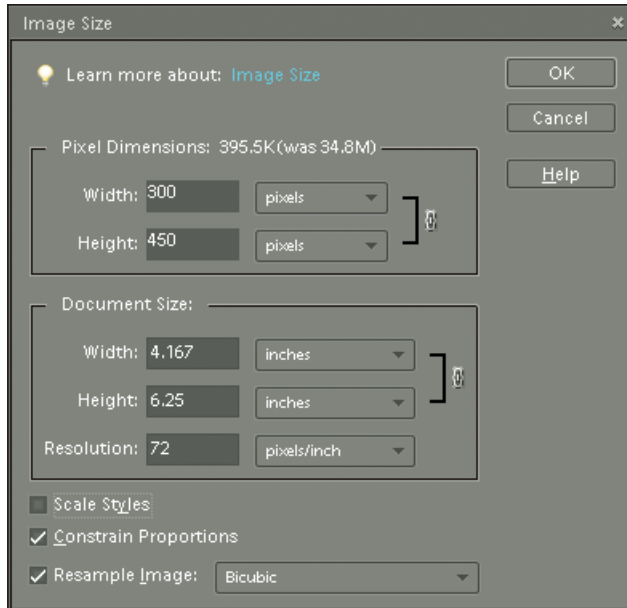 Image Size
Learn more about: Image Size
OK
Cancel
Help
Pixel Dimensions: 395.5K(was 34.8M)
Width: 300 pixels
Height: 450 pixels
Document Size:
Width: 4.167 inches
Height: 6.25 inches
Resolution: 72 pixels/inch
Scale Styles
Constrain Proportions
Resample Image: Bicubic